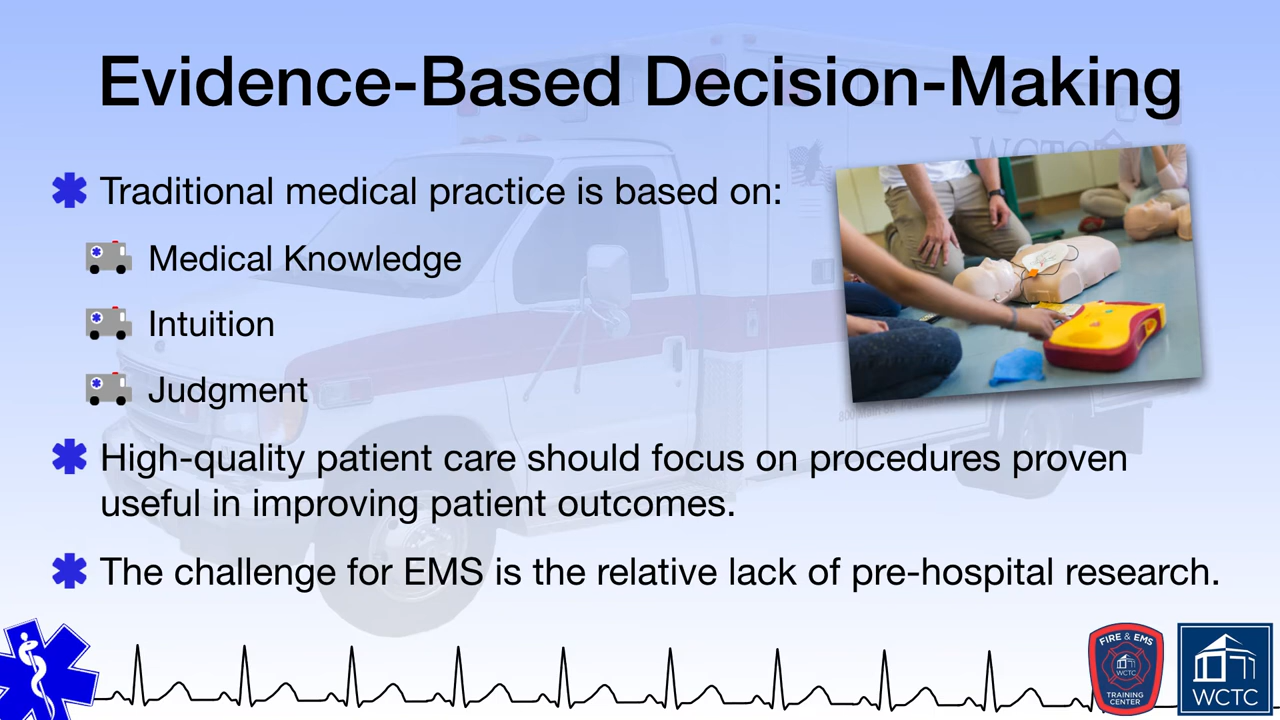 Evidence-Based Decision-Making
Traditional medical practice is based on:
Medical Knowledge
Intuition
Judgment
High-quality patient care should focus on procedures proven
useful in improving patient outcomes.
The challenge for EMS is the relative lack of pre-hospital research.
WCTC
FIRE & EMS
WCTC
TRAINING
CENTER
WCTC